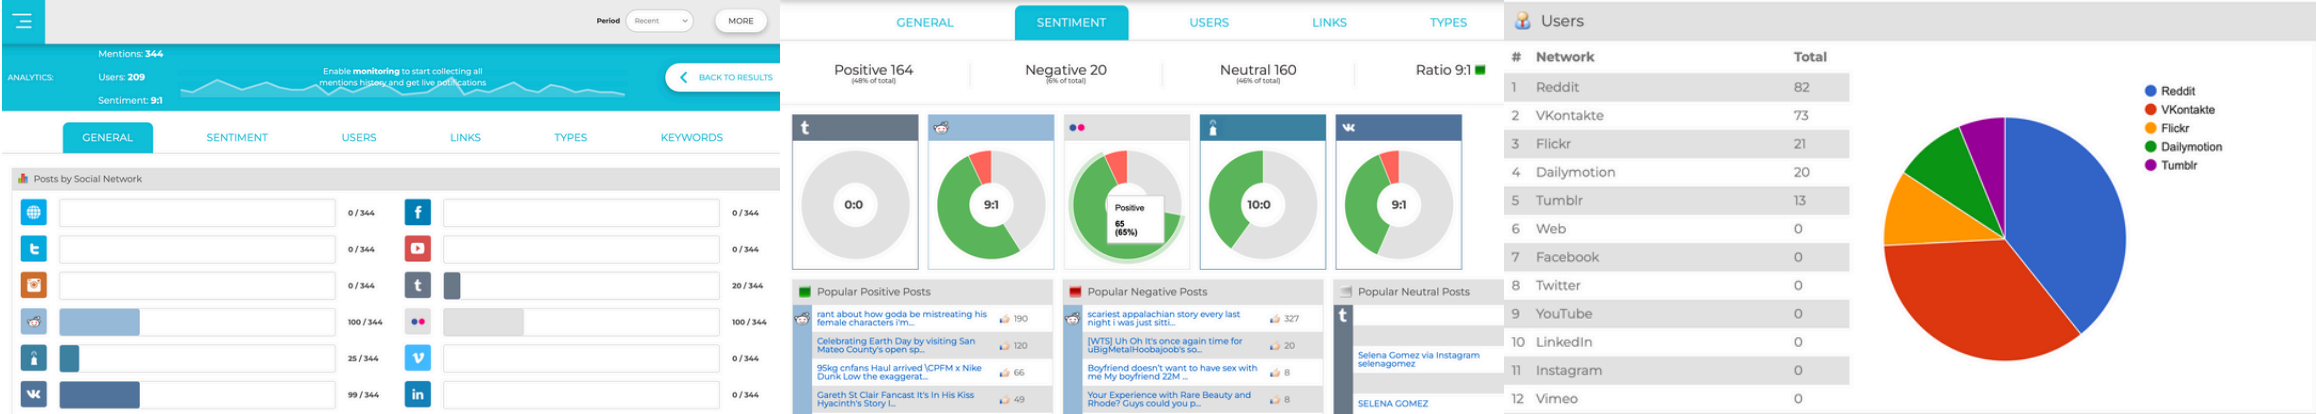 Period
Recent
MORE
ANALYTICS:
Mentions: 344
Users: 209
Sentiment: 9:1
Enable monitoring to start collecting all
mentions history and get live notifications
BACK TO RESULTS
GENERAL
SENTIMENT
USERS
LINKS
TYPES
KEYWORDS
Posts by Social Network
0 / 344
0 / 344
0 / 344
0 / 344
0 / 344
20 / 344
100 / 344
100 / 344
25 / 344
0 / 344
99 / 344
0 / 344
GENERAL
SENTIMENT
USERS
LINKS
TYPES
Positive 164
(48% of total)
Negative 20
(6% of total)
Neutral 160
(46% of total)
Ratio 9:1
0:0
9:1
Positive
65
(65%)
10:0
9:1
Popular Positive Posts
rant about how goda be mistreating his
female characters i'm...
190
Celebrating Earth Day by visiting San
Mateo County's open sp...
120
95kg cnfans Haul arrived \CPFM x Nike
Dunk Low the exaggerat...
66
Gareth St Clair Fancast It's In His Kiss
Hyacinth's Story I...
49
Popular Negative Posts
scariest appalachian story every last
night i was just sitti...
327
[WTS] Uh Oh It's once again time for
uBigMetalHoobajoob's so...
20
Boyfriend doesn't want to have sex with
me My boyfriend 22M ...
8
Your Experience with Rare Beauty and
Rhode? Guys could you p...
8
Popular Neutral Posts
Selena Gomez via Instagram
selenagomez
SELENA GOMEZ
Users
# Network Total
1 Reddit 82
2 VKontakte 73
3 Flickr 21
4 Dailymotion 20
5 Tumblr 13
6 Web 0
7 Facebook 0
8 Twitter 0
9 YouTube 0
10 LinkedIn 0
11 Instagram 0
12 Vimeo 0
Reddit
VKontakte
Flickr
Dailymotion
Tumblr